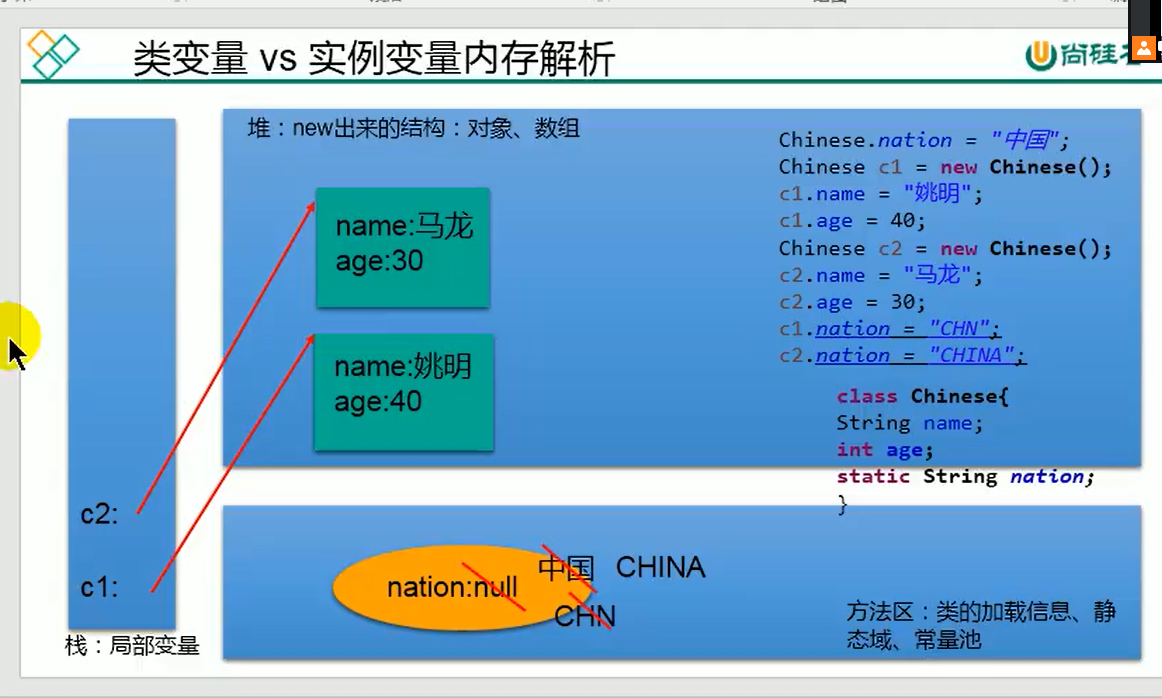 类变量 vs 实例变量内存解析
尚硅
堆：new出来的结构：对象、数组
name:马龙
age:30
name:姚明
age:40
c2:
c1:
栈：局部变量
Chinese.nation = "中国";
Chinese c1 = new Chinese();
c1.name = "姚明";
c1.age = 40;
Chinese c2 = new Chinese();
c2.name = "马龙";
c2.age = 30;
c1.nation = "CHN";
c2.nation = "CHINA";
class Chinese{
String name;
int age;
static String nation;
}
nation:null
中国 CHINA
CHN
方法区：类的加载信息、静
态域、常量池